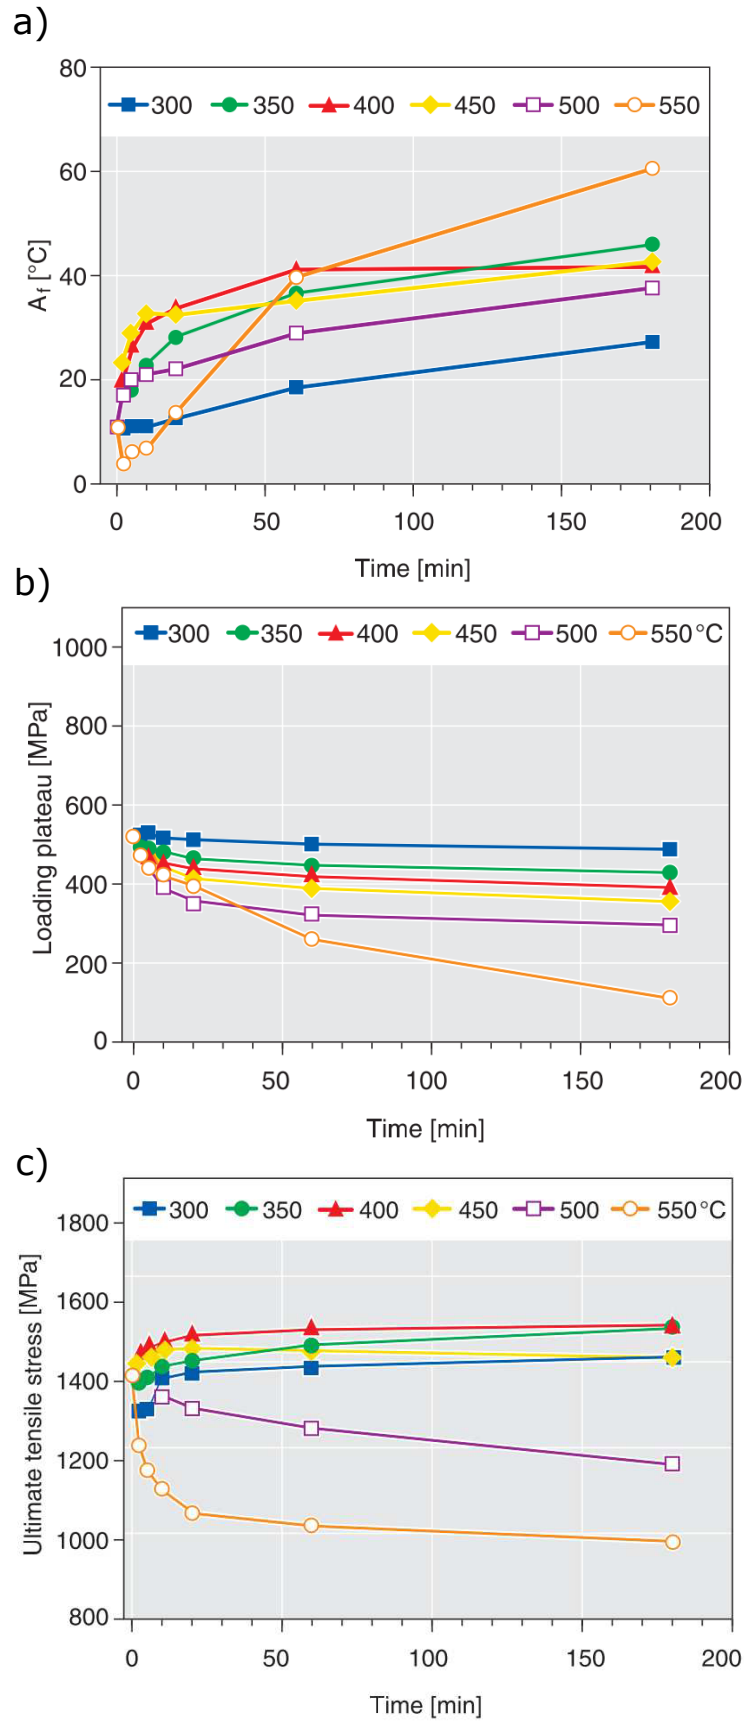 a)
80
300 350 400 450 500 550
60
40
20
0
Af [°C]
0 50 100 150 200
Time [min]
b)
300 350 400 450 500 550 °C
1000
800
600
400
200
0
Loading plateau [MPa]
0 50 100 150 200
Time [min]
c)
300 350 400 450 500 550 °C
1800
1600
1400
1200
1000
800
Ultimate tensile stress [MPa]
0 50 100 150 200
Time [min]